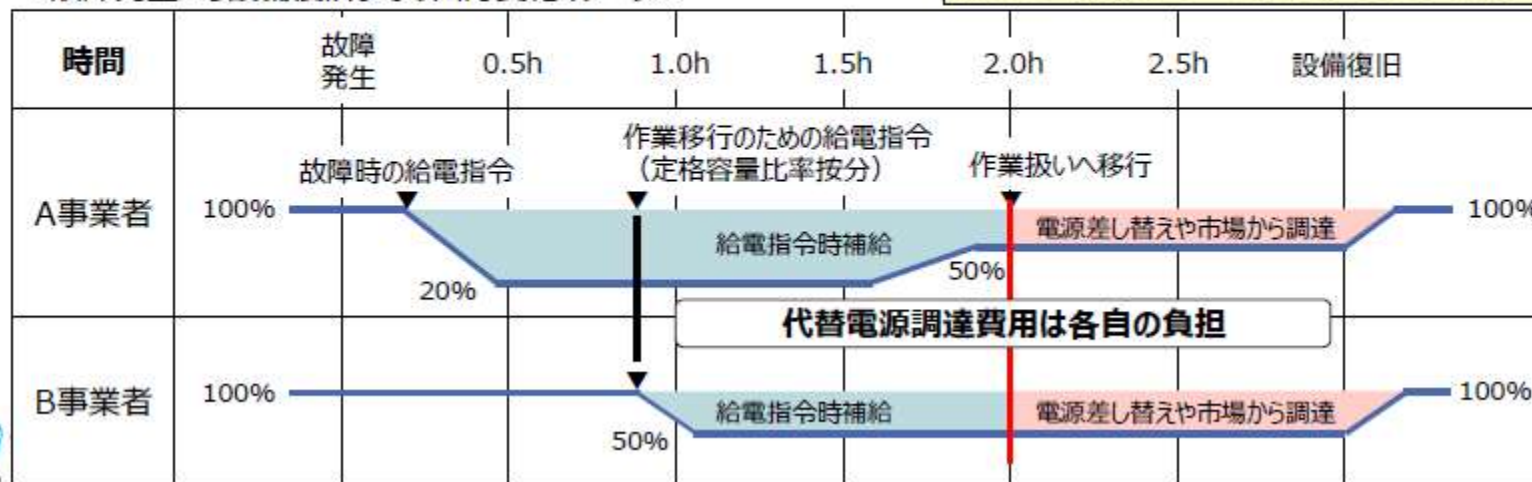 時間
故障
発生
0.5h
1.0h
1.5h
2.0h
2.5h
設備復旧
A事業者
100%
故障時の給電指令
作業移行のための給電指令
（定格容量比率按分）
作業扱いへ移行
給電指令時補給
電源差し替えや市場から調達
100%
20%
50%
代替電源調達費用は各自の負担
B事業者
100%
給電指令時補給
電源差し替えや市場から調達
100%
50%